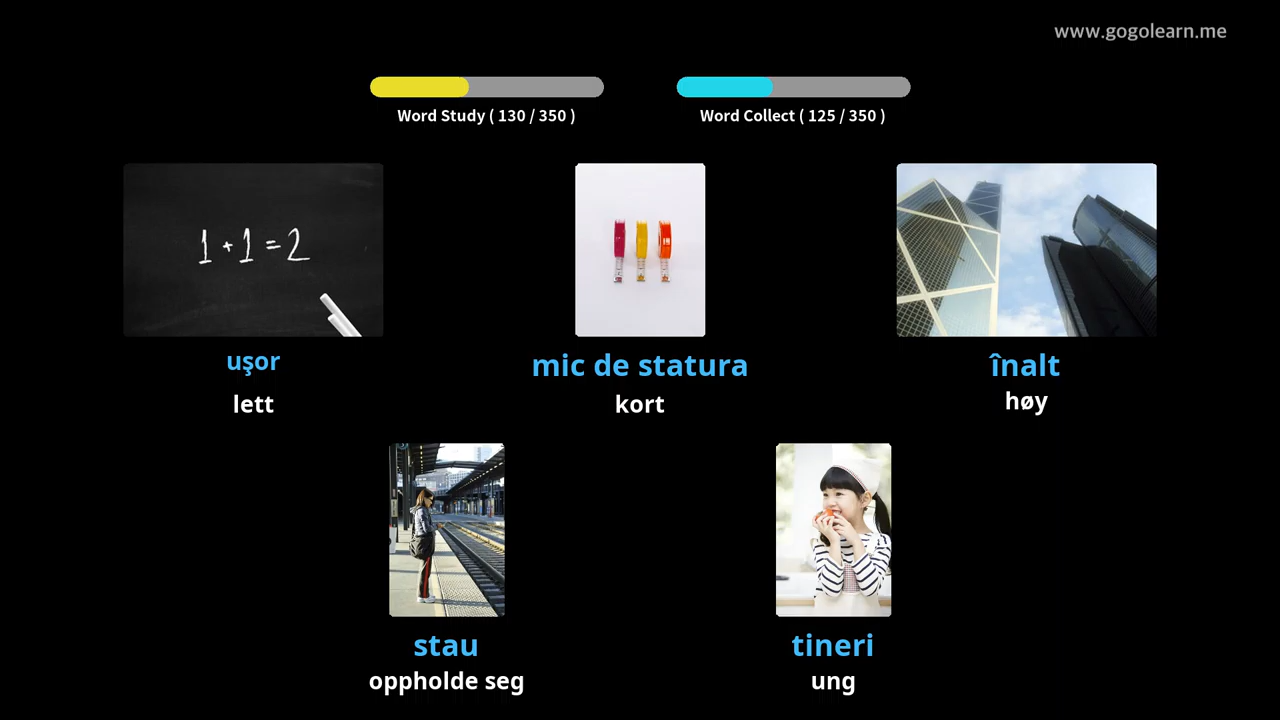 www.gogolearn.me
Word Study ( 130 / 350 )
Word Collect ( 125 / 350 )
1 + 1 = 2
uşor
mic de statura
înalt
lett
kort
høy
stau
tineri
oppholde seg
ung